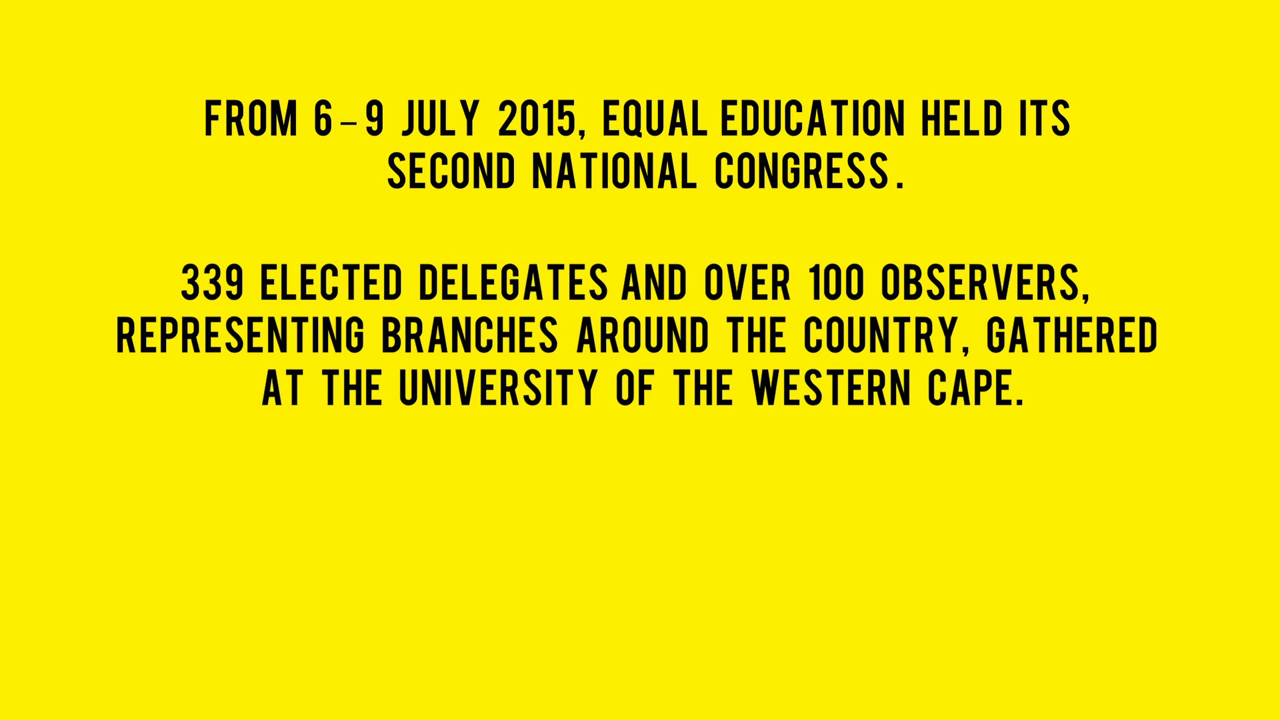 FROM 6 – 9 JULY 2015, EQUAL EDUCATION HELD ITS
SECOND NATIONAL CONGRESS.
339 ELECTED DELEGATES AND OVER 100 OBSERVERS,
REPRESENTING BRANCHES AROUND THE COUNTRY, GATHERED
AT THE UNIVERSITY OF THE WESTERN CAPE.